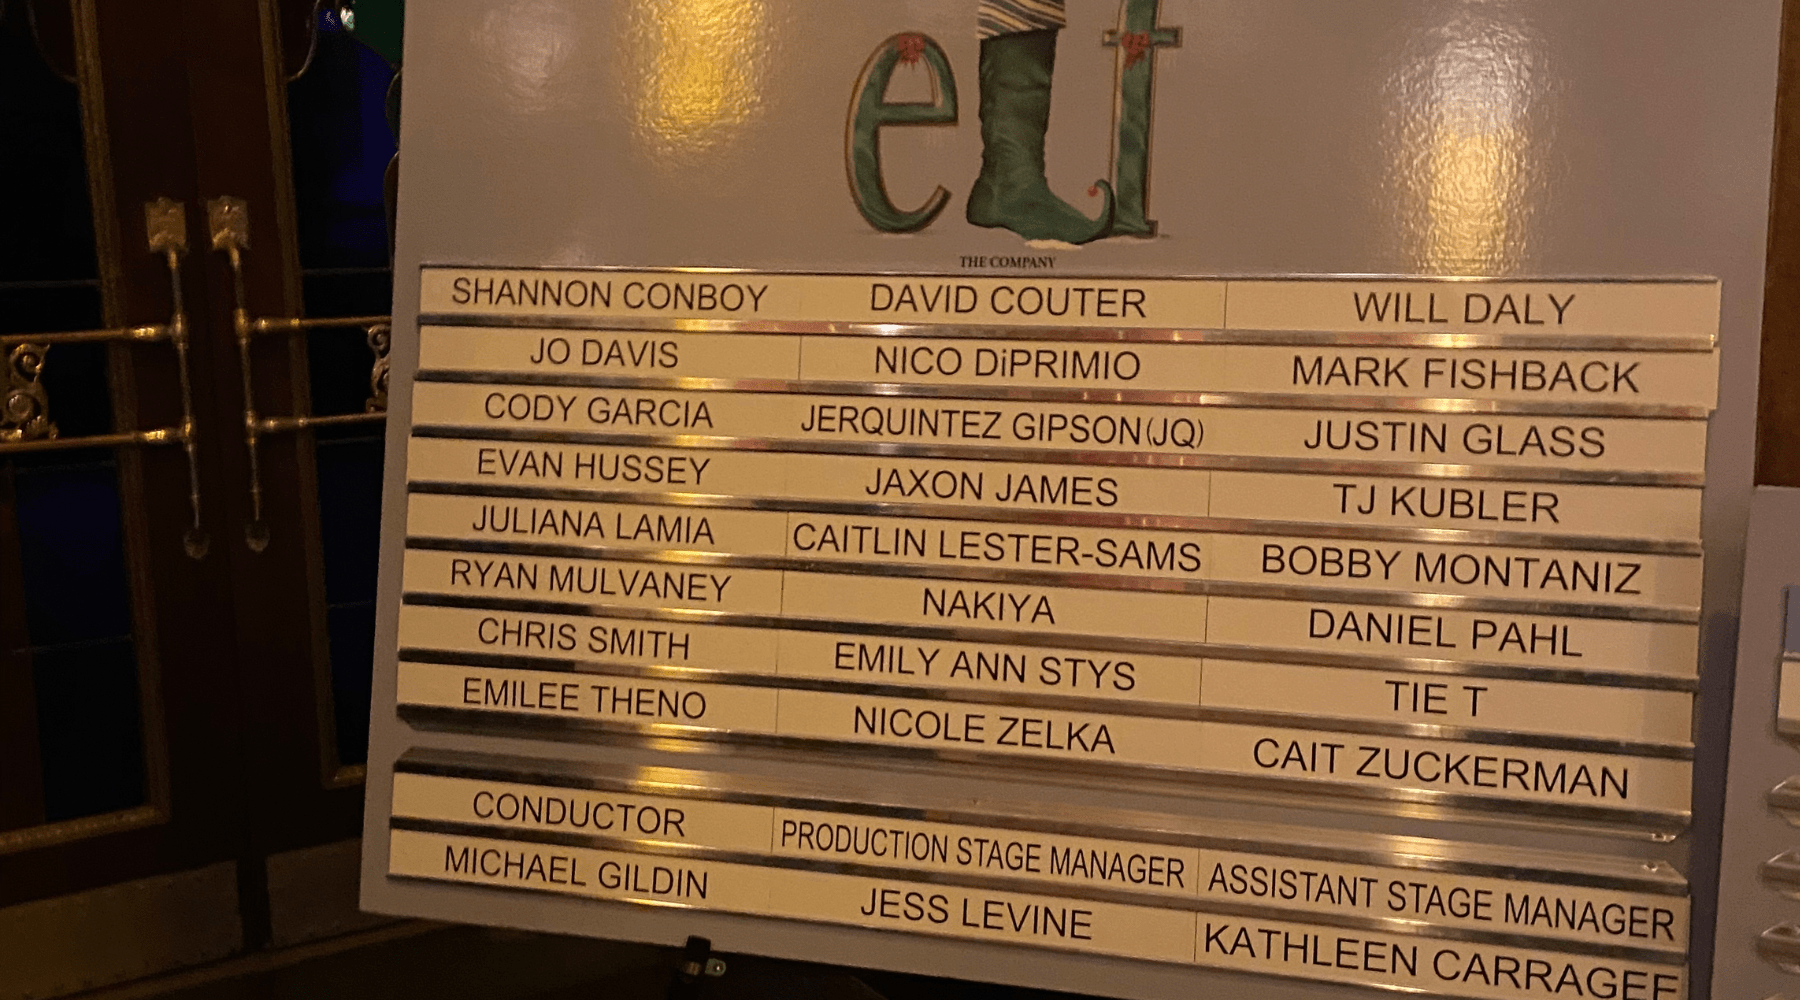 elf
THE COMPANY
SHANNON CONBOY DAVID COUTER WILL DALY
JO DAVIS NICO DiPRIMIO MARK FISHBACK
CODY GARCIA JERQUINTEZ GIPSON(JQ) JUSTIN GLASS
EVAN HUSSEY JAXON JAMES TJ KUBLER
JULIANA LAMIA CAITLIN LESTER-SAMS BOBBY MONTANIZ
RYAN MULVANEY NAKIYA DANIEL PAHL
CHRIS SMITH EMILY ANN STYS TIE T
EMILEE THENO NICOLE ZELKA CAIT ZUCKERMAN
CONDUCTOR PRODUCTION STAGE MANAGER ASSISTANT STAGE MANAGER
MICHAEL GILDIN JESS LEVINE KATHLEEN CARRAGEE